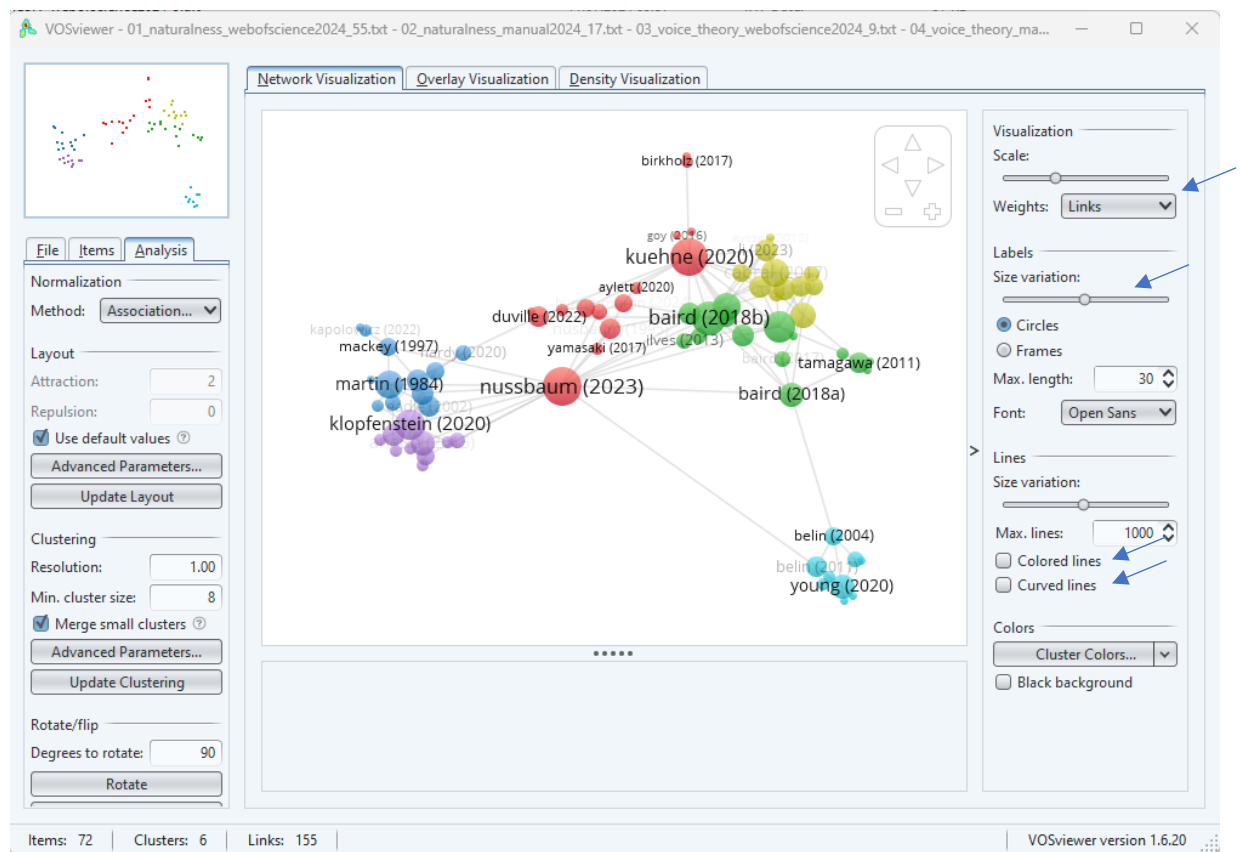 VOSviewer - 01_naturalness_webofscience2024_55.txt - 02_naturalness_manual2024_17.txt - 03_voice_theory_webofscience2024_9.txt - 04_voice_theory_ma...
Network Visualization
Overlay Visualization
Density Visualization
File
Items
Analysis
Normalization
Method:
Association...
Layout
Attraction:
2
Repulsion:
0
Use default values
Advanced Parameters...
Update Layout
Clustering
Resolution:
1.00
Min. cluster size:
8
Merge small clusters
Advanced Parameters...
Update Clustering
Rotate/flip
Degrees to rotate:
90
Rotate
birkholz (2017)
goy (2016)
kuehne (2020)
li (2023)
aylett (2020)
duville (2022)
baird (2018b)
kapolowicz (2022)
mackey (1997)
hardy (2020)
yamasaki (2017)
ilves (2013)
tamagawa (2011)
martin (1984)
nussbaum (2023)
baird (2018a)
klopfenstein (2020)
belin (2004)
belin (2011)
young (2020)
>
Visualization
Scale:
Weights:
Links
Labels
Size variation:
Circles
Frames
Max. length:
30
Font:
Open Sans
Lines
Size variation:
Max. lines:
1000
Colored lines
Curved lines
Colors
Cluster Colors...
Black background
Items: 72
Clusters: 6
Links: 155
VOSviewer version 1.6.20